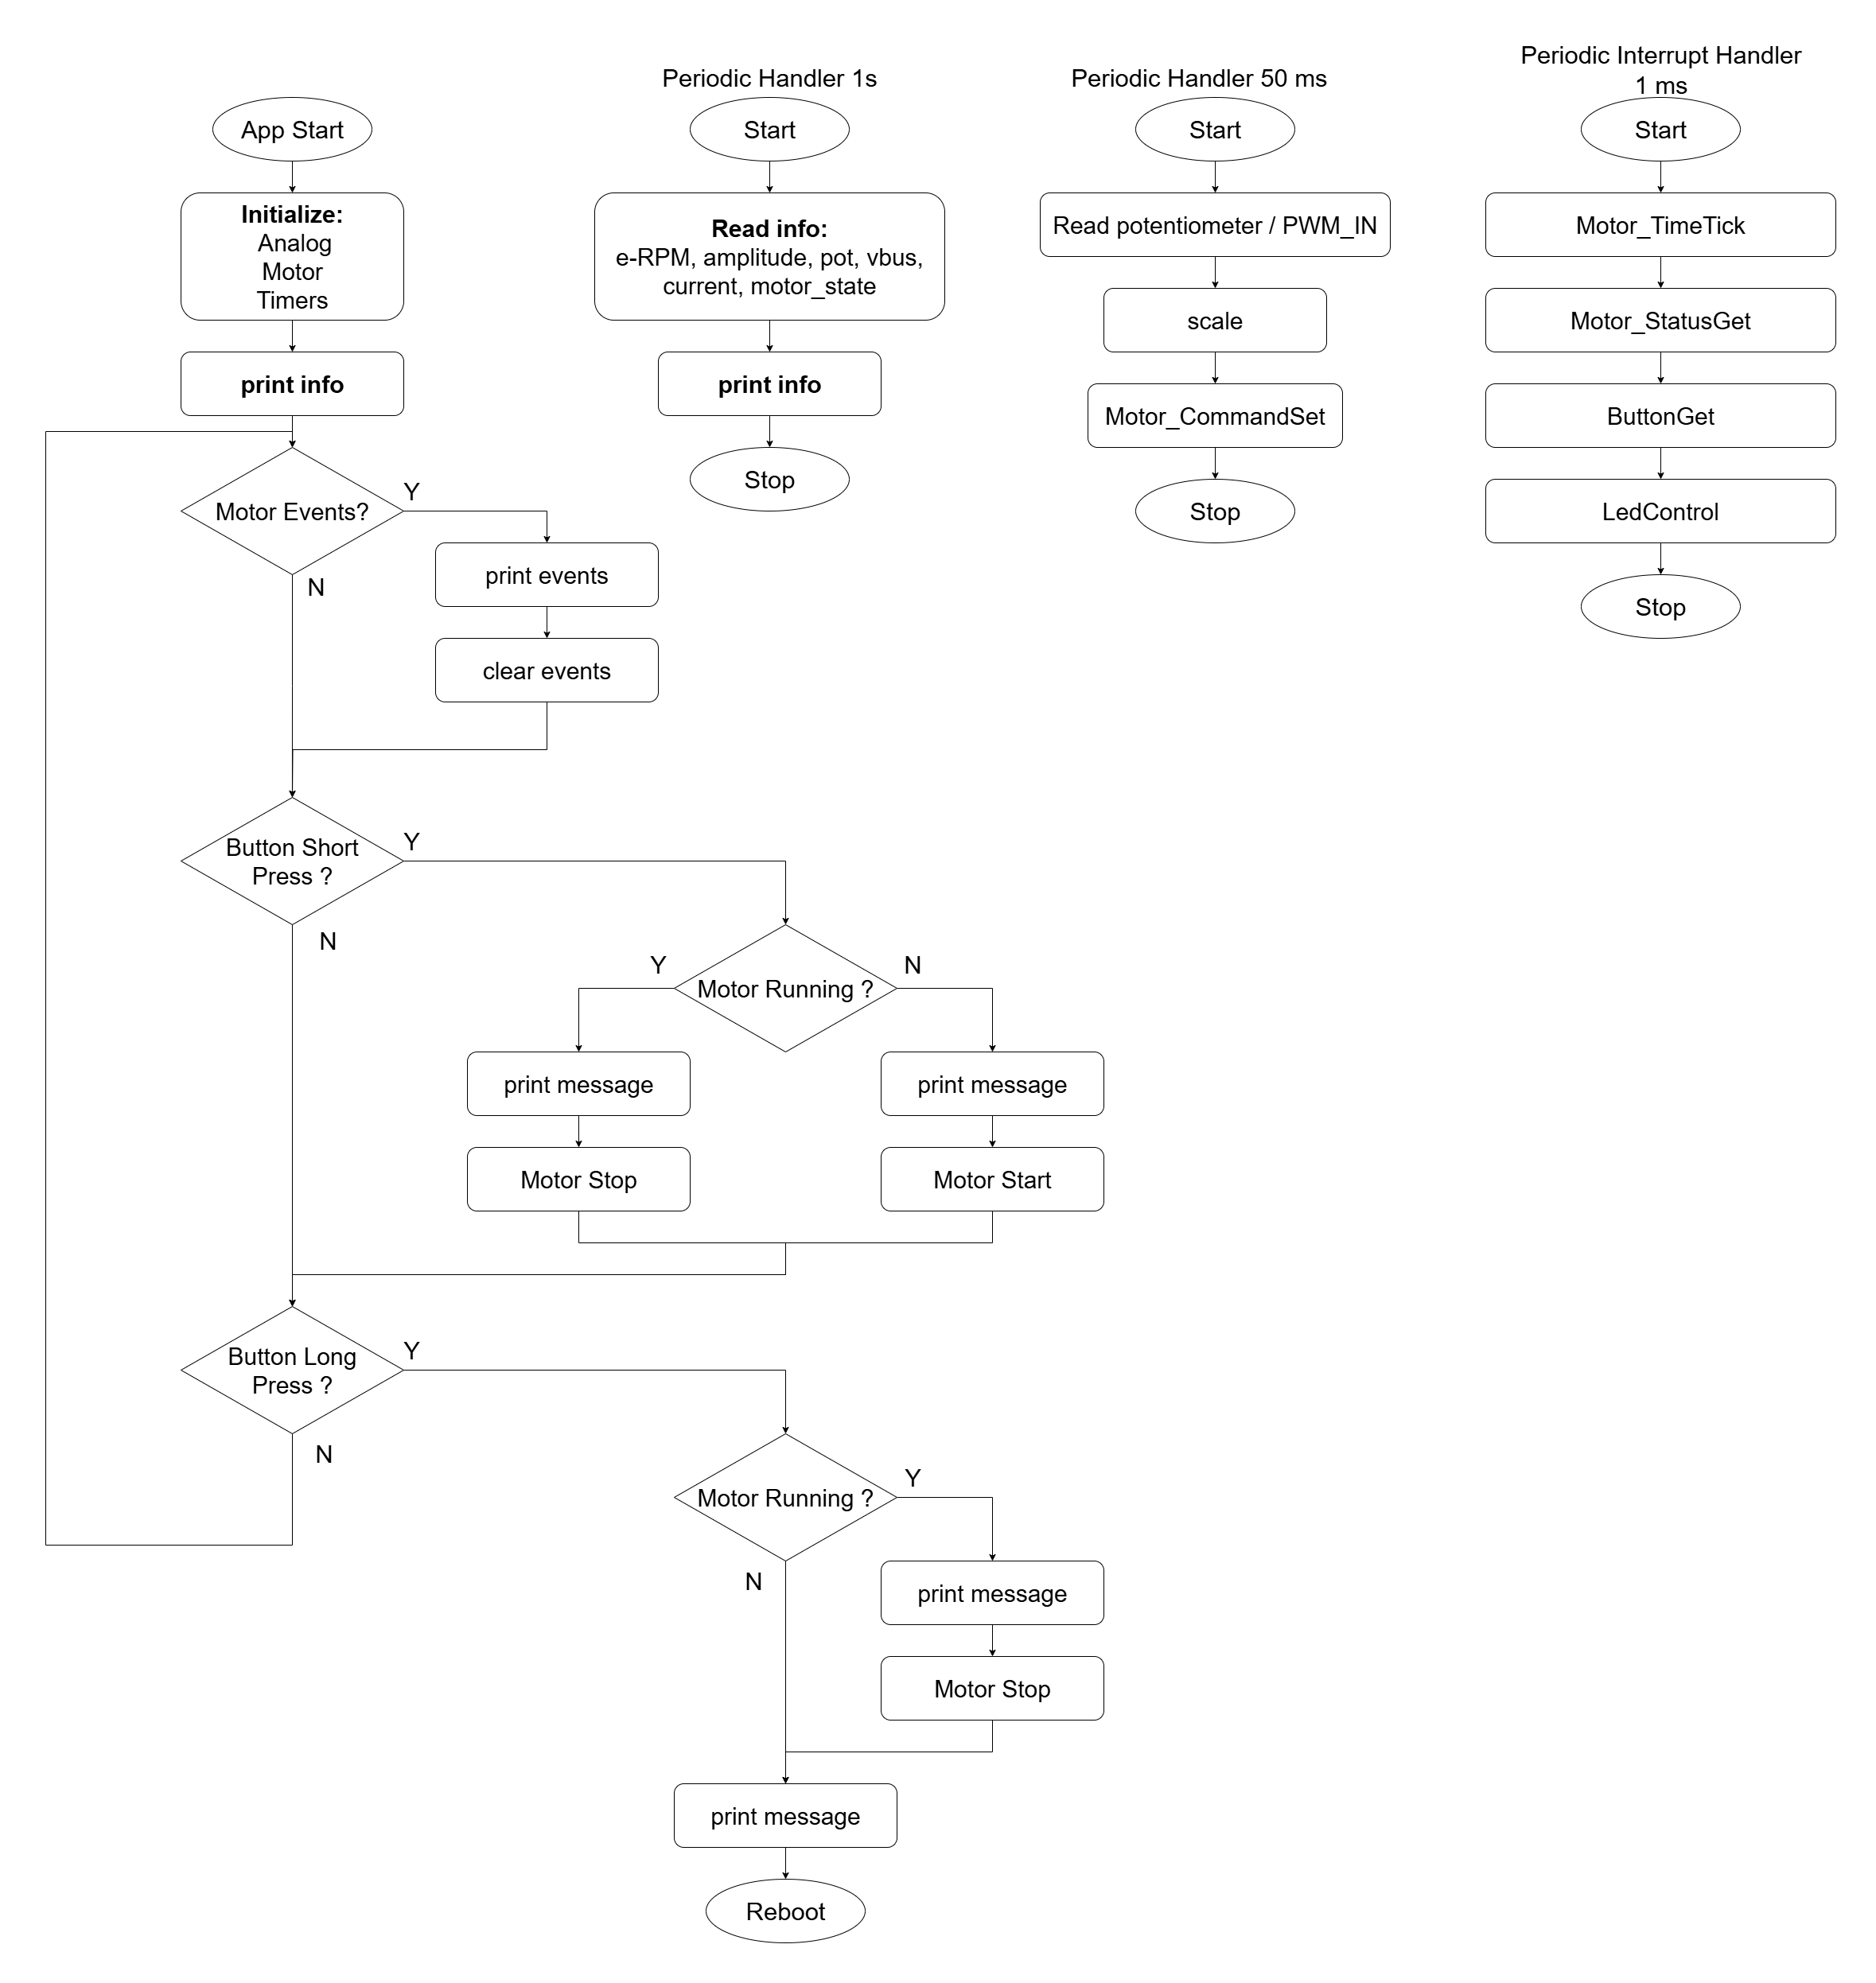 App Start
Initialize:
Analog
Motor
Timers
print info
Motor Events?
Y
N
print events
clear events
Button Short
Press ?
Y
N
Motor Running ?
Y
N
print message
Motor Stop
print message
Motor Start
Button Long
Press ?
Y
N
Motor Running ?
Y
N
print message
Motor Stop
print message
Reboot
Periodic Handler 1s
Start
Read info:
e-RPM, amplitude, pot, vbus,
current, motor_state
print info
Stop
Periodic Handler 50 ms
Start
Read potentiometer / PWM_IN
scale
Motor_CommandSet
Stop
Periodic Interrupt Handler
1 ms
Start
Motor_TimeTick
Motor_StatusGet
ButtonGet
LedControl
Stop